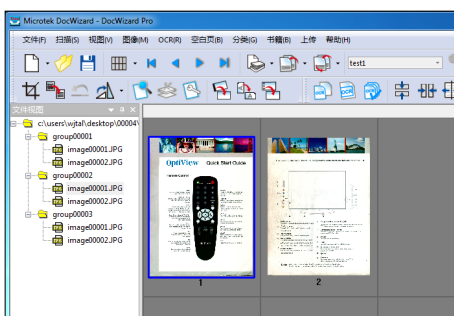 Microtek DocWizard - DocWizard Pro
文件(F) 扫描(S) 视图(V) 图像(M) OCR(R) 空白页(B) 分类(G) 书籍(B) 上传 帮助(H)
test1
文件视图
c:\users\wjtal\desktop\00004\
group00001
image00001.JPG
image00002.JPG
group00002
image00001.JPG
image00002.JPG
group00003
image00001.JPG
image00002.JPG
OptiView Quick Start Guide
1
2